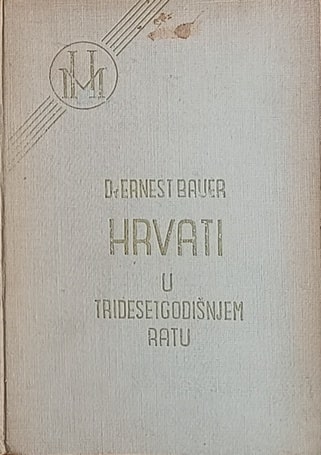 Dr ERNEST BAUER
HRVATI
U
TRIDESETGODIŠNJEM
RATU